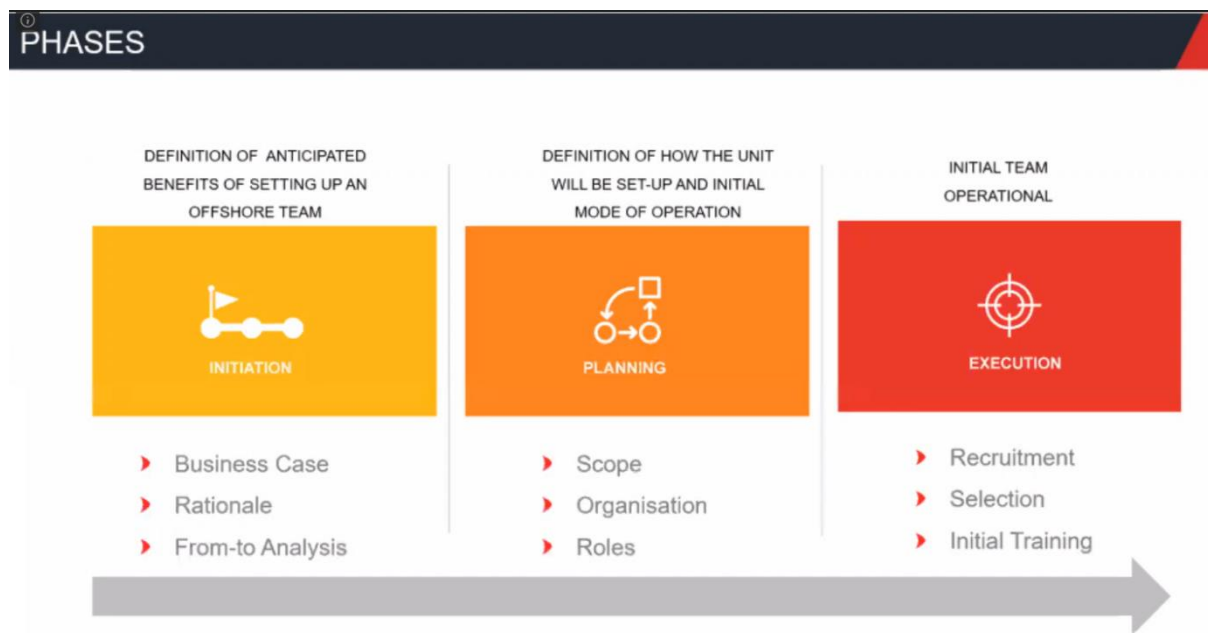 PHASES
DEFINITION OF ANTICIPATED
BENEFITS OF SETTING UP AN
OFFSHORE TEAM
INITIATION
Business Case
Rationale
From-to Analysis
DEFINITION OF HOW THE UNIT
WILL BE SET-UP AND INITIAL
MODE OF OPERATION
PLANNING
Scope
Organisation
Roles
INITIAL TEAM
OPERATIONAL
EXECUTION
Recruitment
Selection
Initial Training